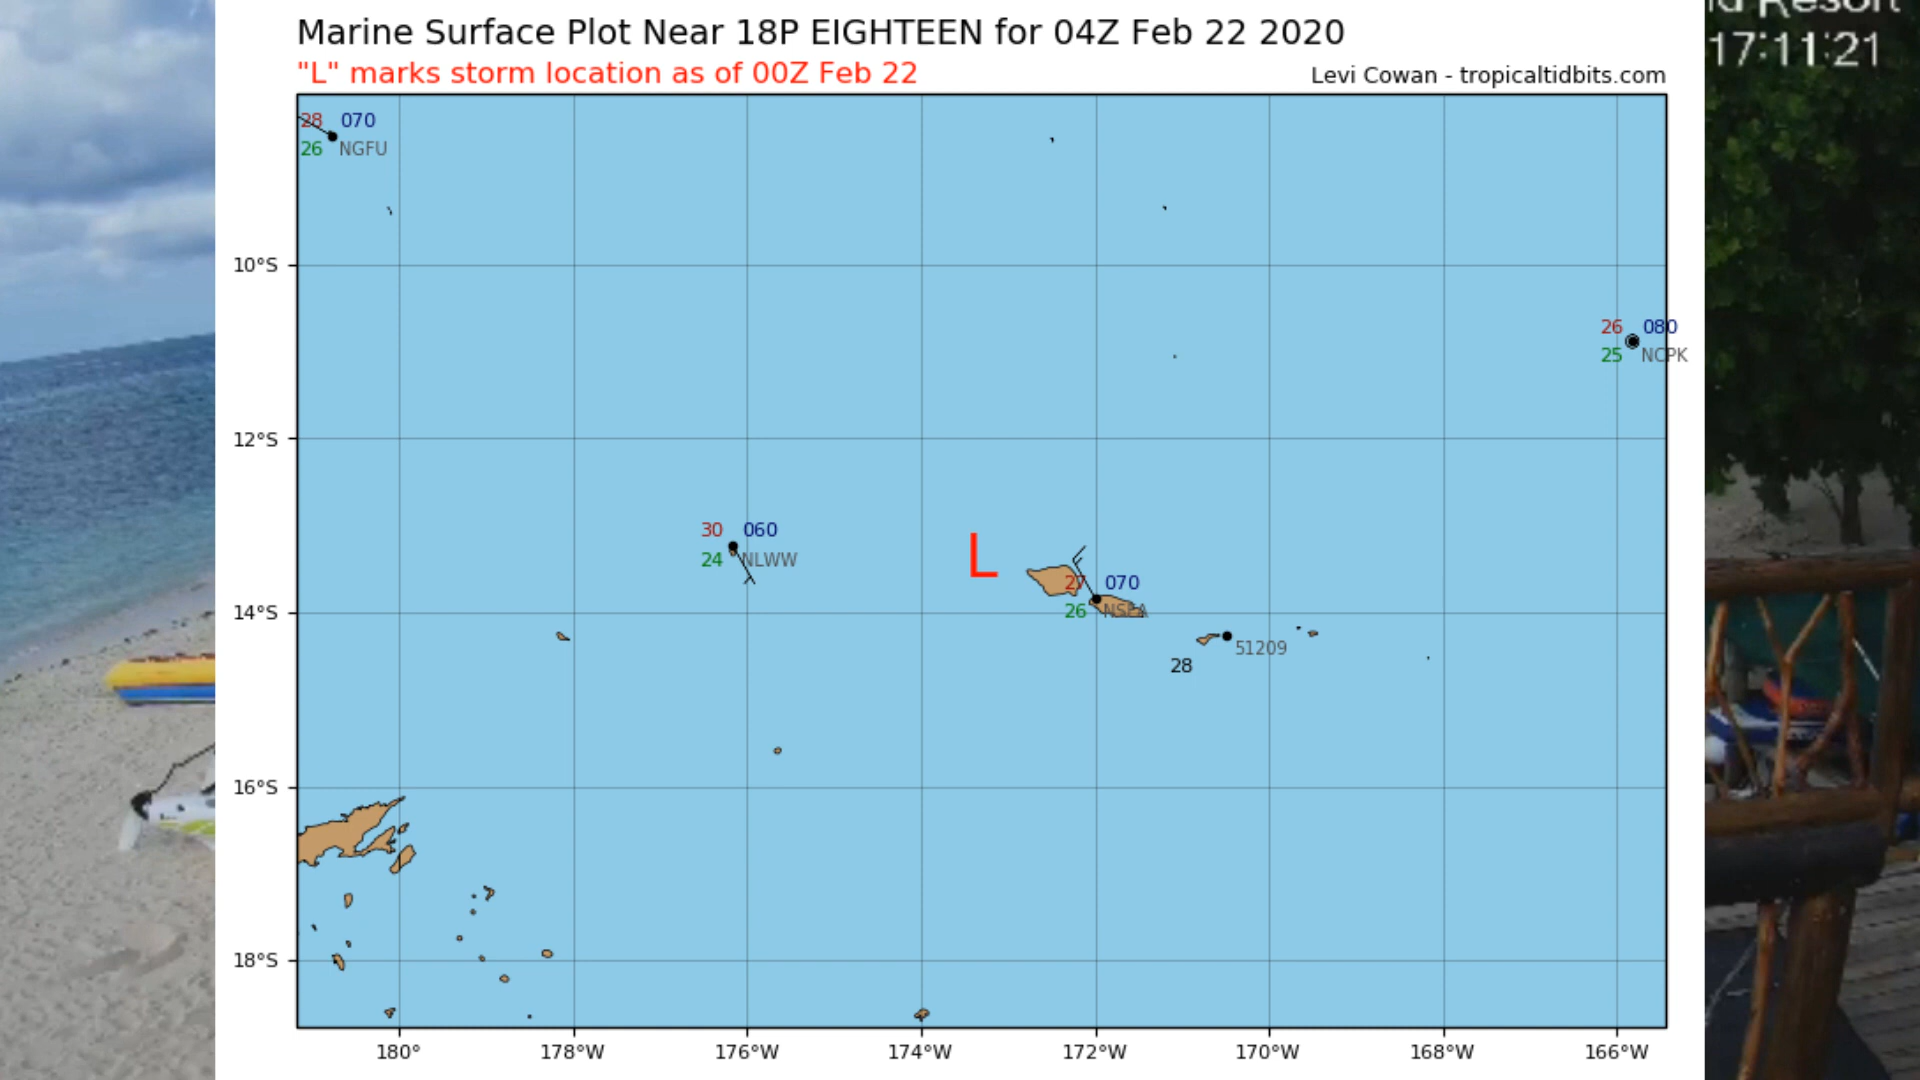 Marine Surface Plot Near 18P EIGHTEEN for 04Z Feb 22 2020
"L" marks storm location as of 00Z Feb 22
Levi Cowan - tropicaltidbits.com
Resort
17:11:21
28 070
26 NGFU
10°S
26 080
25 NCPK
12°S
30 060
24 NLWW
L
27 070
26 NSFA
14°S
51209
28
16°S
18°S
180° 178°W 176°W 174°W 172°W 170°W 168°W 166°W